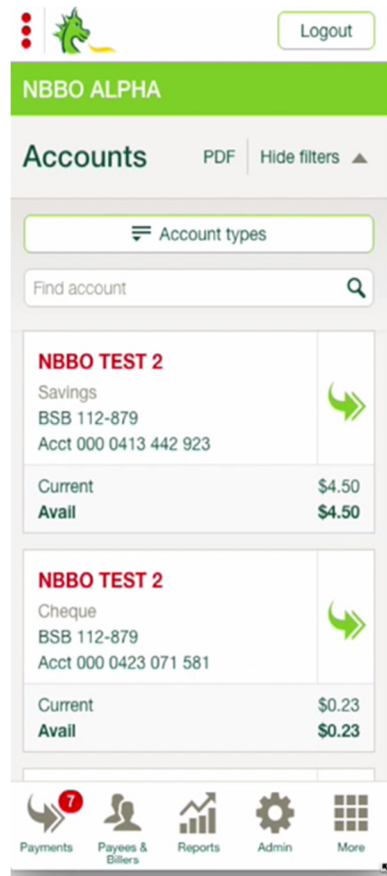 Logout
NBBO ALPHA
Accounts PDF Hide filters
Account types
Find account
NBBO TEST 2
Savings
BSB 112-879
Acct 000 0413 442 923
Current $4.50
Avail $4.50
NBBO TEST 2
Cheque
BSB 112-879
Acct 000 0423 071 581
Current $0.23
Avail $0.23
7
Payments Payees & Billers Reports Admin More